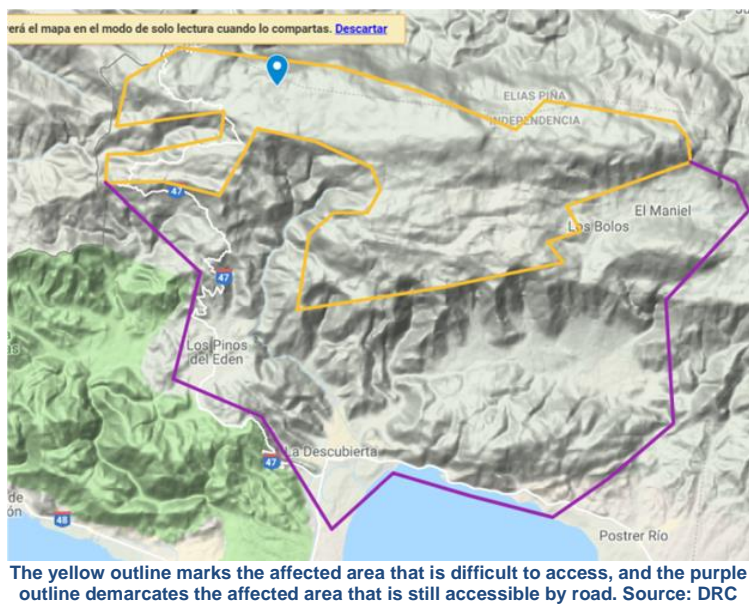 erá el mapa en el modo de solo lectura cuando lo compartas. Descartar
ELIAS PIÑA
INDEPENDENCIA
47
El Maniel
Los Bolos
47
Los Pinos
del Eden
La Descubierta
47
de
ón
48
Postrer Río
The yellow outline marks the affected area that is difficult to access, and the purple
outline demarcates the affected area that is still accessible by road. Source: DRC